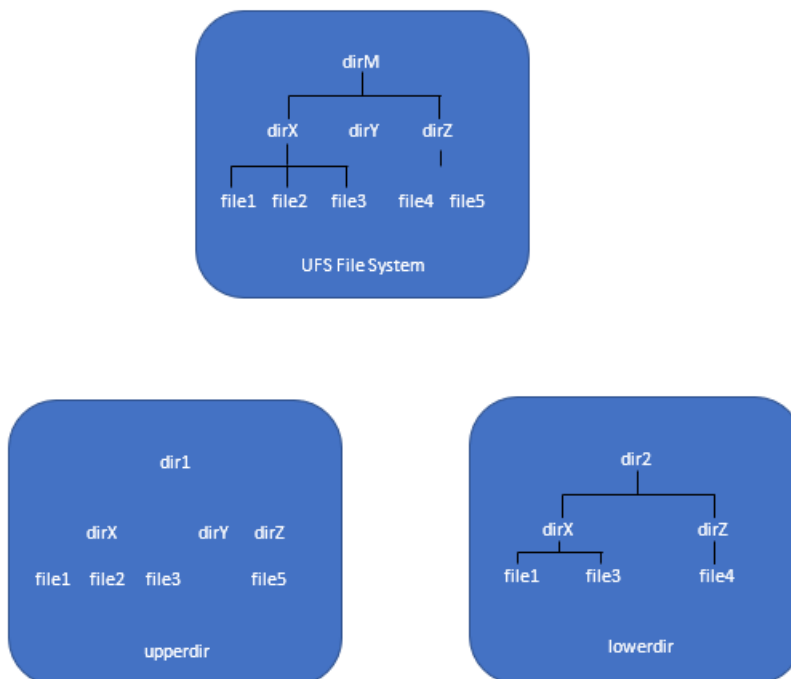 dirM
dirX dirY dirZ
file1 file2 file3 file4 file5
UFS File System
dir1
dirX dirY dirZ
file1 file2 file3 file5
upperdir
dir2
dirX dirZ
file1 file3 file4
lowerdir